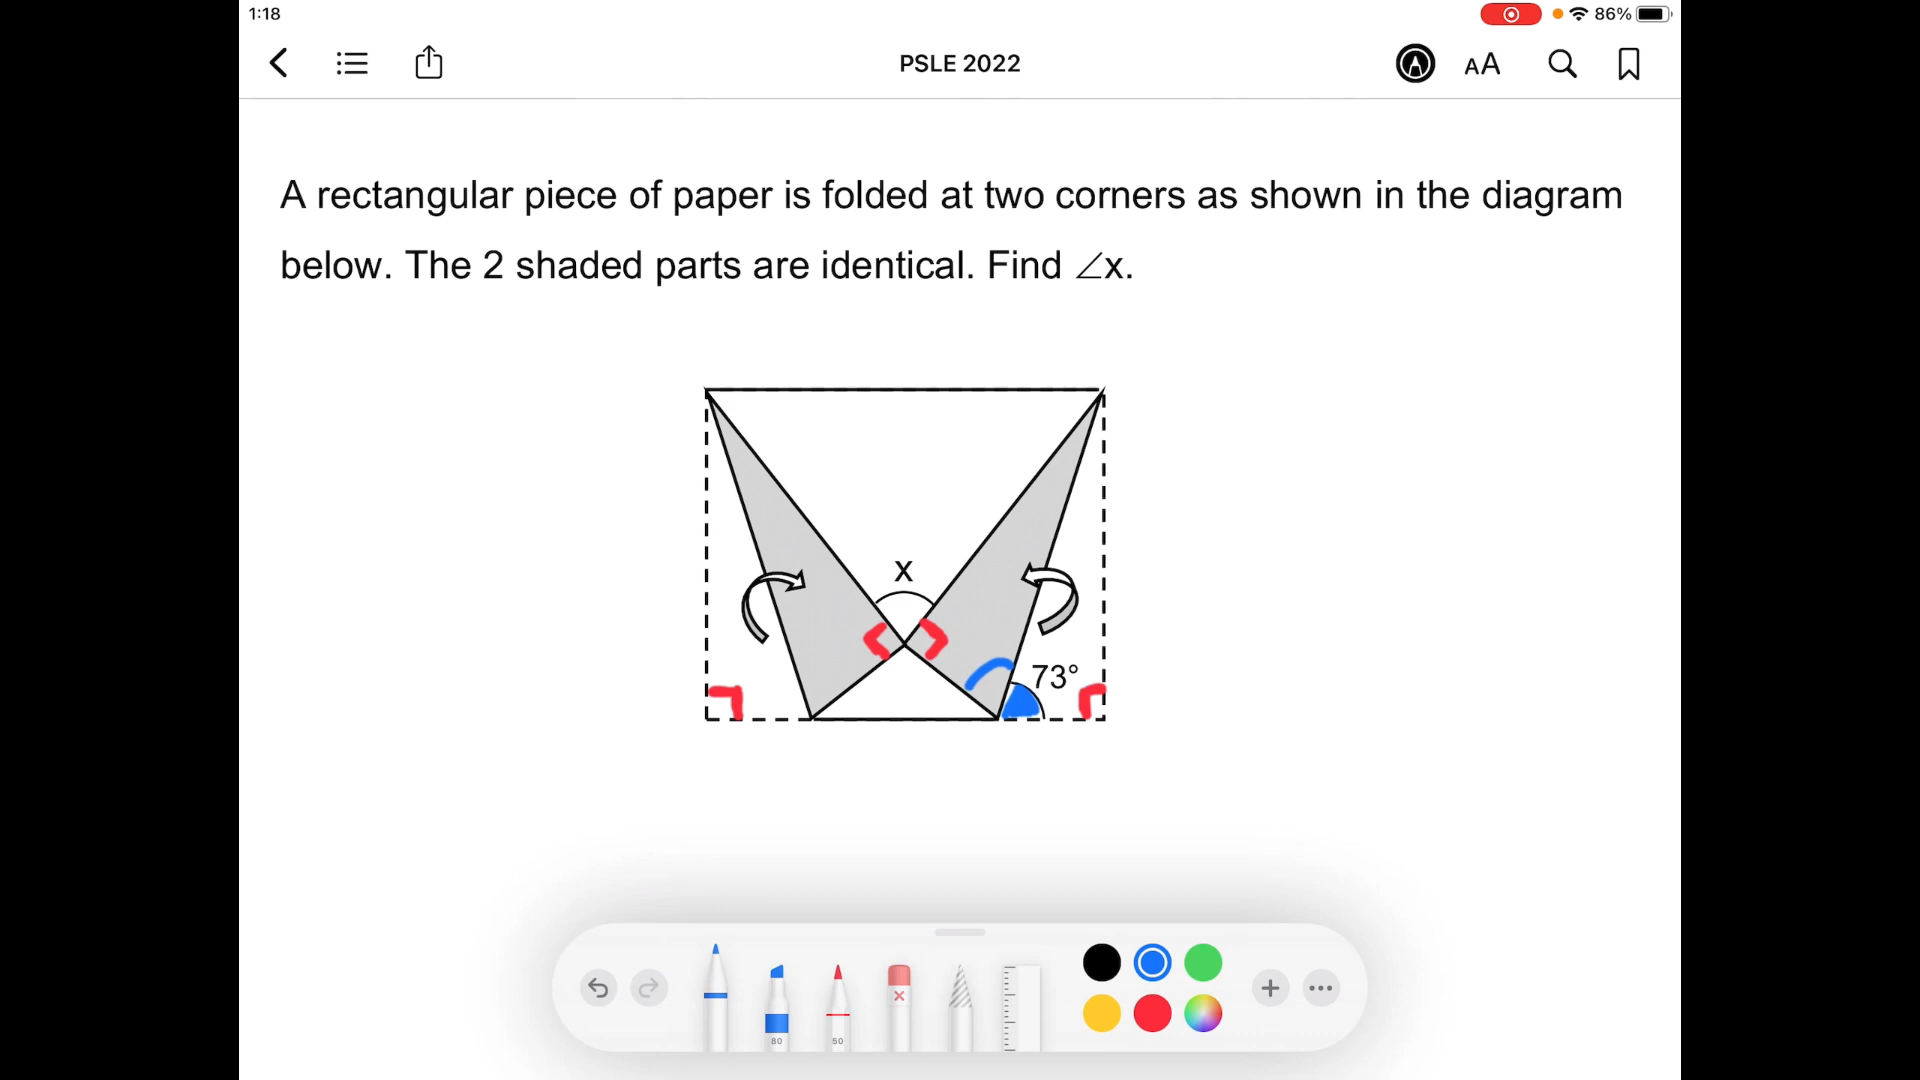 1:18
86%
PSLE 2022
AA
A rectangular piece of paper is folded at two corners as shown in the diagram
below. The 2 shaded parts are identical. Find ∠x.
x
73°
80
50